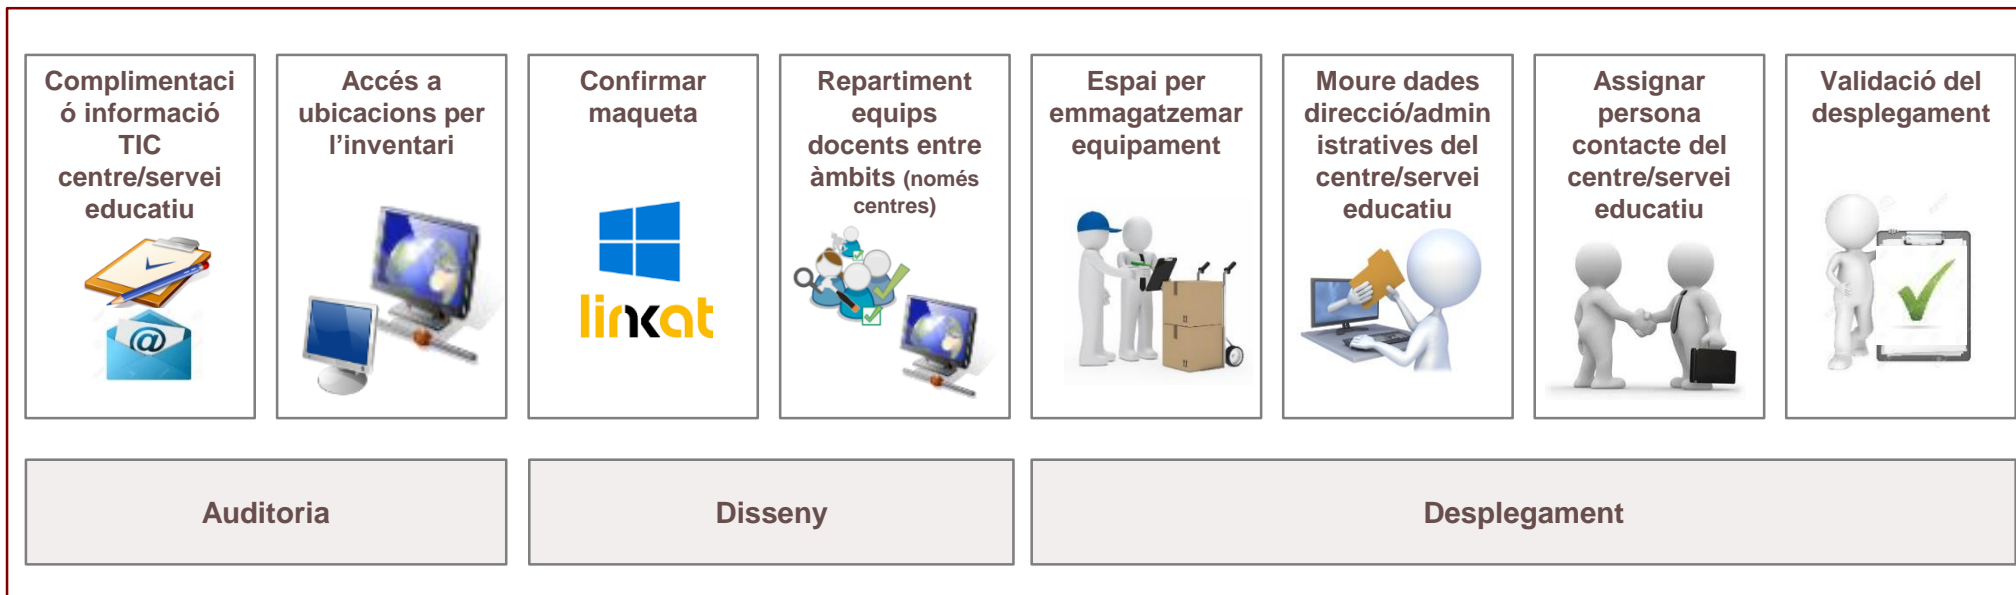 Complimentaci
ó informació
TIC
centre/servei
educatiu
Accés a
ubicacions per
l’inventari
Confirmar
maqueta
linkat
Repartiment
equips
docents entre
àmbits (només
centres)
Espai per
emmagatzemar
equipament
Moure dades
direcció/admin
istratives del
centre/servei
educatiu
Assignar
persona
contacte del
centre/servei
educatiu
Validació del
desplegament
Auditoria
Disseny
Desplegament